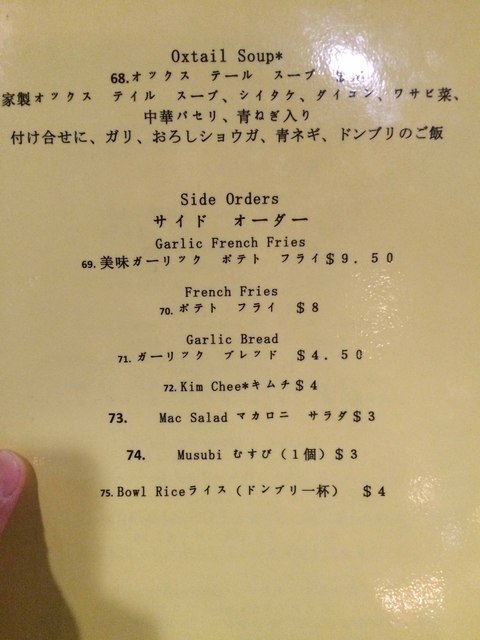 Oxtail Soup*
68.オックス　テール　スープ
家製オックス　テイル　スープ、シイタケ、ダイコン、ワサビ菜、
中華パセリ、青ねぎ入り
付け合せに、ガリ、おろしショウガ、青ネギ、ドンブリのご飯
Side Orders
サイド　オーダー
Garlic French Fries
69. 美味ガーリック　ポテト　フライ＄９．５０
French Fries
70. ポテト　フライ　＄８
Garlic Bread
71. ガーリック　ブレッド　＄４.５０
72. Kim Chee*キムチ＄４
73.　Mac Salad マカロニ　サラダ＄３
74.　Musubi むすび（１個）＄３
75. Bowl Riceライス（ドンブリ一杯）　＄４